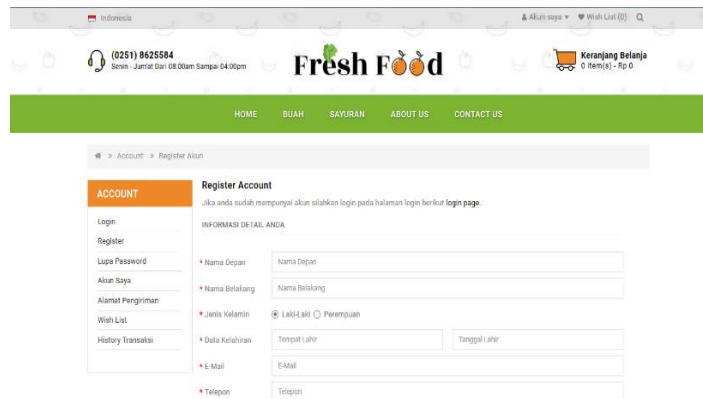 Indonesia
Akun saya
Wish List (0)
(0251) 8625584
Senin - Jumat Dari 08:00am Sampai 04:00pm
Fresh Food
Keranjang Belanja
0 item(s) - Rp 0
HOME BUAH SAYURAN ABOUT US CONTACT US
» Account » Register Akun
ACCOUNT
Login
Register
Lupa Password
Akun Saya
Alamat Pengiriman
Wish List
History Transaksi
Register Account
Jika anda sudah mempunyai akun silahkan login pada halaman login berikut login page.
INFORMASI DETAIL ANDA
* Nama Depan Nama Depan
* Nama Belakang Nama Belakang
* Jenis Kelamin Laki-Laki Perempuan
* Data Kelahiran Tempat Lahir Tanggal Lahir
* E-Mail E-Mail
* Telepon Telepon